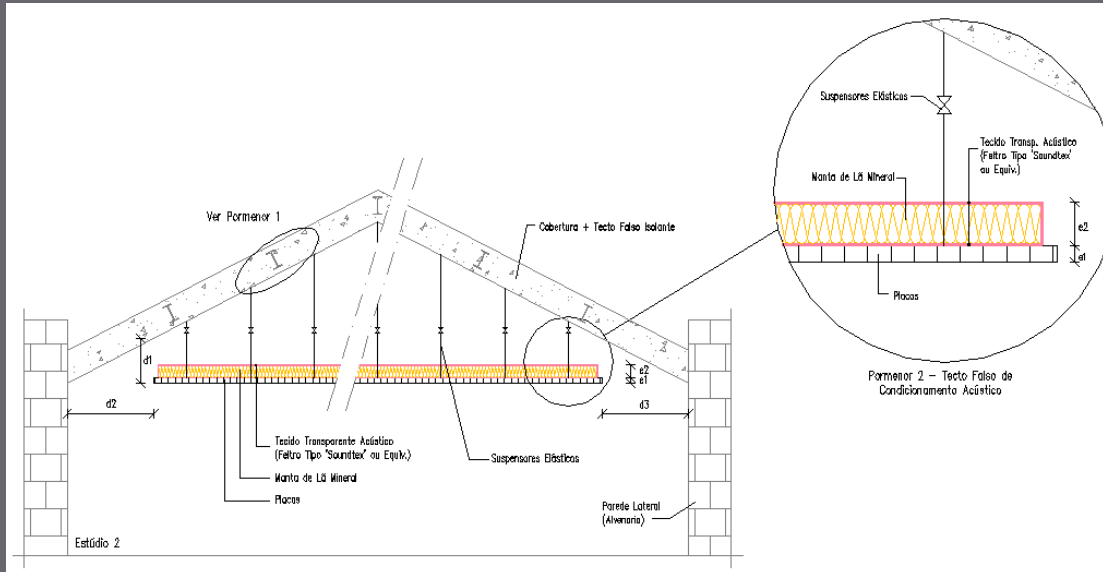 Suspensores Elásticos
Tecido Transp. Acústico
(Feltro Tipo 'Soundtex'
ou Equiv.)
Manta de Lã Mineral
e2
e1
Placas
Pormenor 2 - Tecto Falso de
Condicionamento Acústico
Ver Pormenor 1
Cobertura + Tecto Falso Isolante
d1
e2
e1
d2
d3
Tecido Transparente Acústico
(Feltro Tipo 'Soundtex' ou Equiv.)
Suspensores Elásticos
Manta de Lã Mineral
Placas
Parede Lateral
(Alvenaria)
Estúdio 2